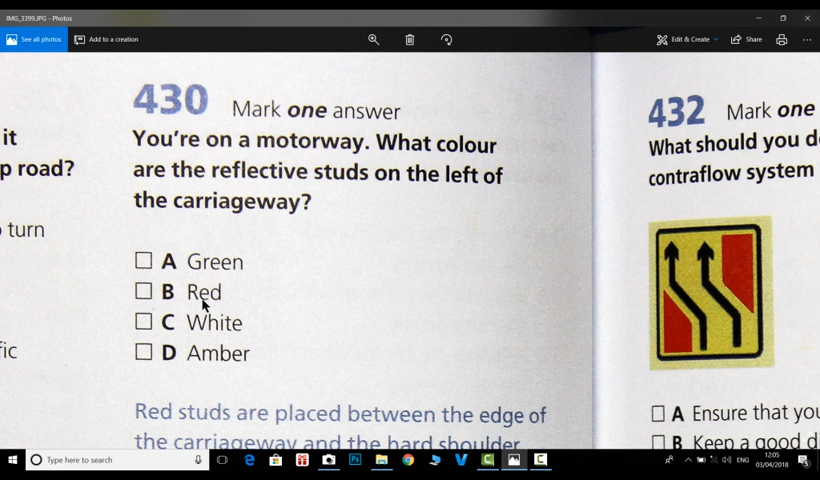 IMG_3399.JPG - Photos
See all photos
Add to a creation
Edit & Create
Share
it
p road?
turn
fic
430 Mark one answer
You're on a motorway. What colour
are the reflective studs on the left of
the carriageway?
A Green
B Red
C White
D Amber
Red studs are placed between the edge of
the carriageway and the hard shoulder
432 Mark one
What should you d
contraflow system
A Ensure that you
B Keep a good d
Type here to search
ENG
12:05
03/04/2018
5